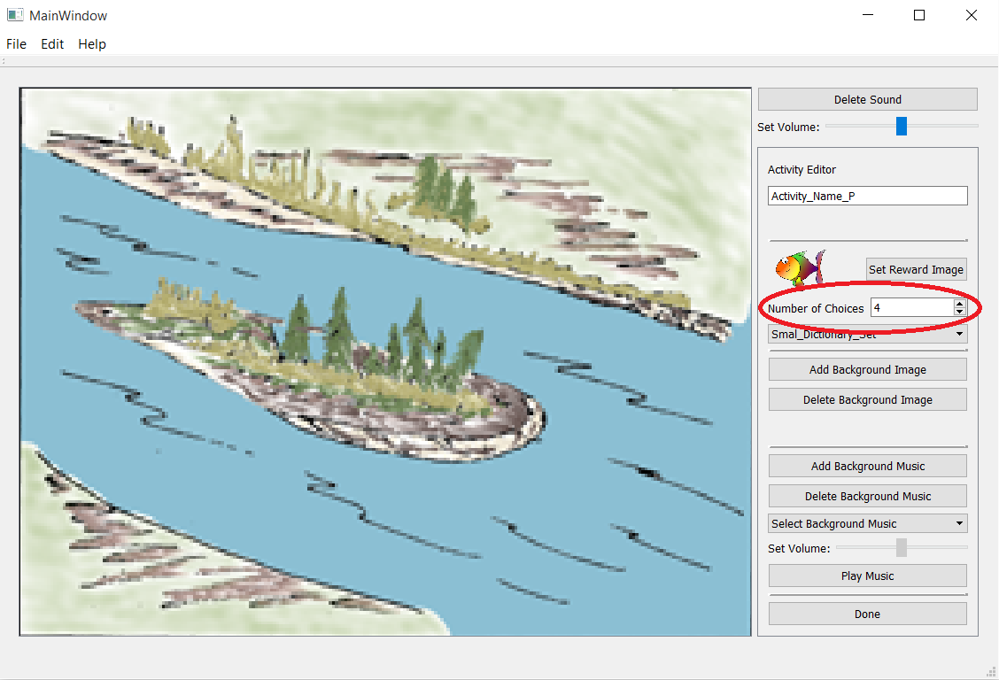 MainWindow
File Edit Help
Delete Sound
Set Volume:
Activity Editor
Activity_Name_P
Set Reward Image
Number of Choices 4
Smal_Dictionary_Set
Add Background Image
Delete Background Image
Add Background Music
Delete Background Music
Select Background Music
Set Volume:
Play Music
Done